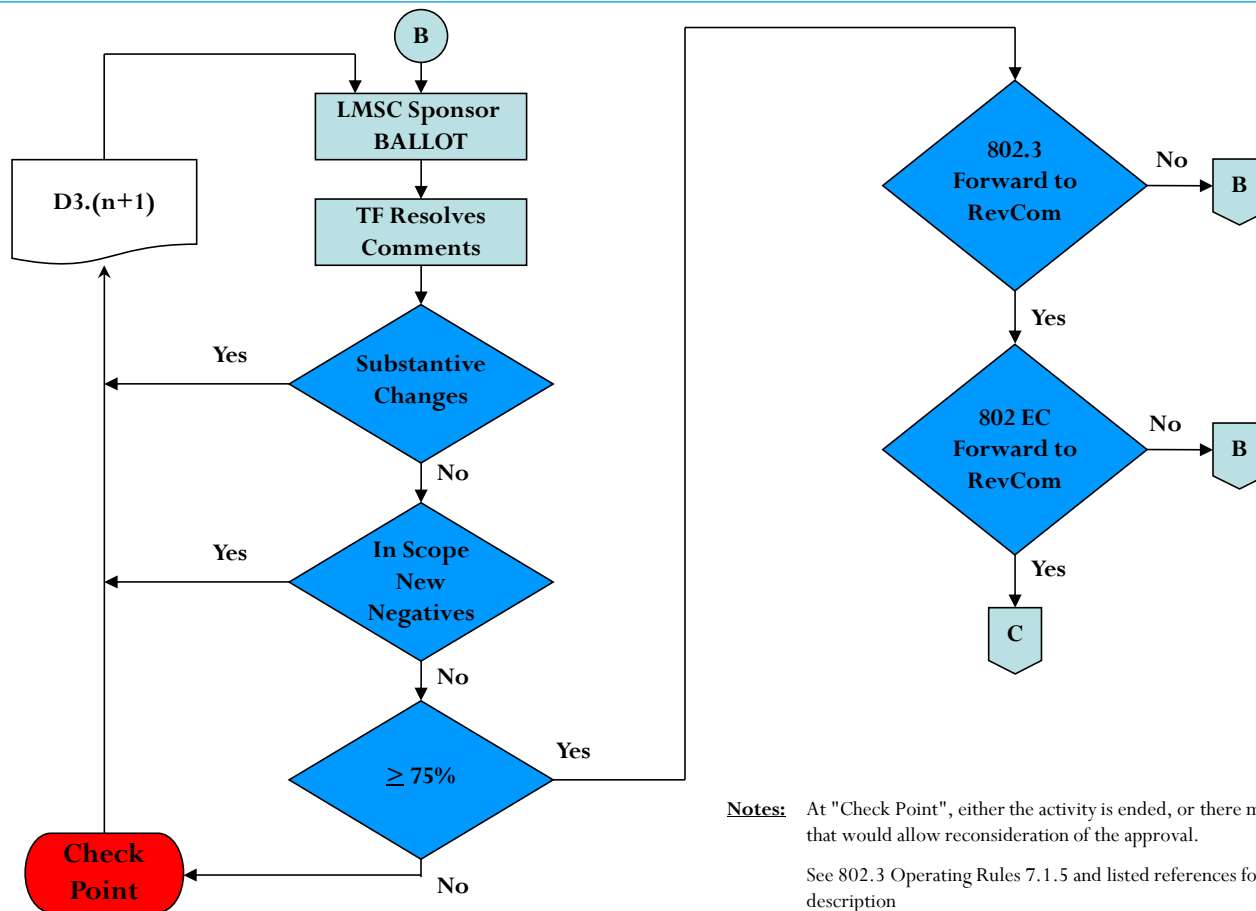 B
LMSC Sponsor
BALLOT
D3.(n+1)
TF Resolves
Comments
Substantive
Changes
Yes
No
In Scope
New
Negatives
Yes
No
≥ 75%
Yes
No
Check
Point
802.3
Forward to
RevCom
No
B
Yes
802 EC
Forward to
RevCom
No
B
Yes
C
Notes: At "Check Point", either the activity is ended, or there
that would allow reconsideration of the approval.
See 802.3 Operating Rules 7.1.5 and listed references
description